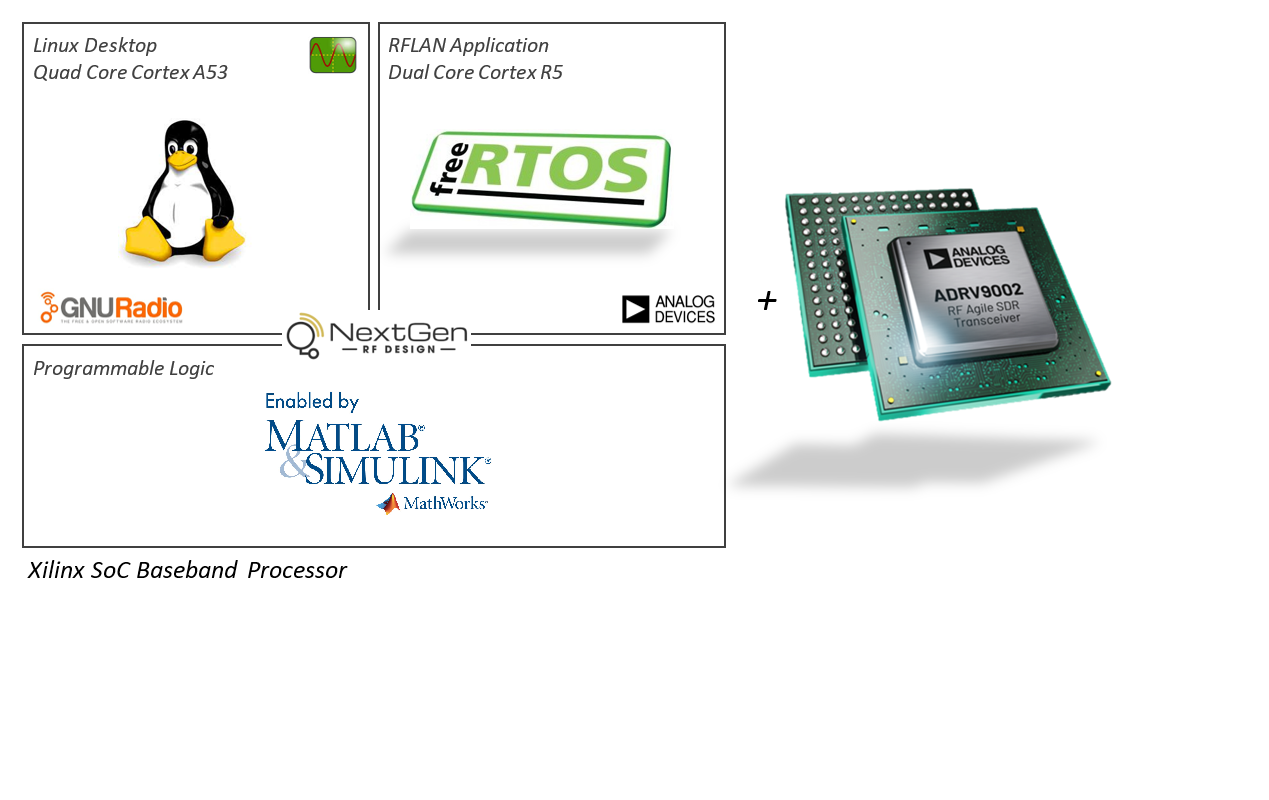 Linux Desktop
Quad Core Cortex A53
GNURadio
THE FREE & OPEN SOFTWARE RADIO ECOSYSTEM
RFLAN Application
Dual Core Cortex R5
free
RTOS
ANALOG
DEVICES
NextGen
RF DESIGN
Programmable Logic
Enabled by
MATLAB®
&SIMULINK®
MathWorks®
Xilinx SoC Baseband Processor
+
ANALOG
DEVICES
ADRV9002
RF Agile SDR
Transceiver